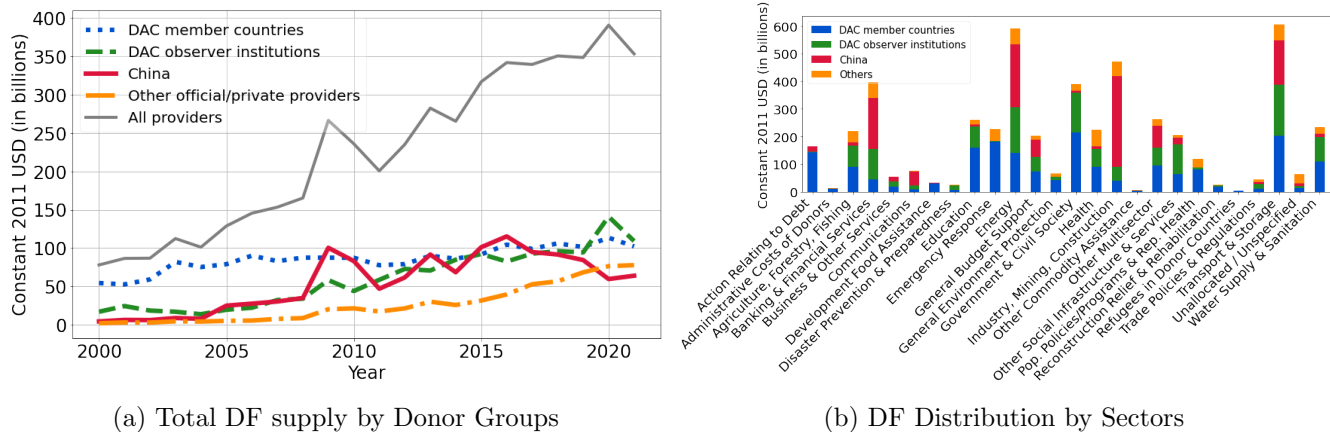 Constant 2011 USD (in billions)
400
350
300
250
200
150
100
50
0
DAC member countries
DAC observer institutions
China
Other official/private providers
All providers
2000
2005
2010
2015
2020
Year
(a) Total DF supply by Donor Groups
Constant 2011 USD (in billions)
600
500
400
300
200
100
0
DAC member countries
DAC observer institutions
China
Others
Action Relating to Debt
Administrative Costs of Donors
Agriculture, Forestry, Fishing
Banking & Financial Services
Business & Other Services
Communications
Development Food Assistance
Disaster Prevention & Preparedness
Education
Emergency Response
Energy
General Budget Support
General Environment Protection
Government & Civil Society
Health
Industry, Mining, Construction
Other Commodity Assistance
Other Multisector
Other Social Infrastructure & Services
Pop. Policies/Programs & Rep. Health
Reconstruction Relief & Rehabilitation
Refugees in Donor Countries
Trade Policies & Regulations
Transport & Storage
Unallocated / Unspecified
Water Supply & Sanitation
(b) DF Distribution by Sectors